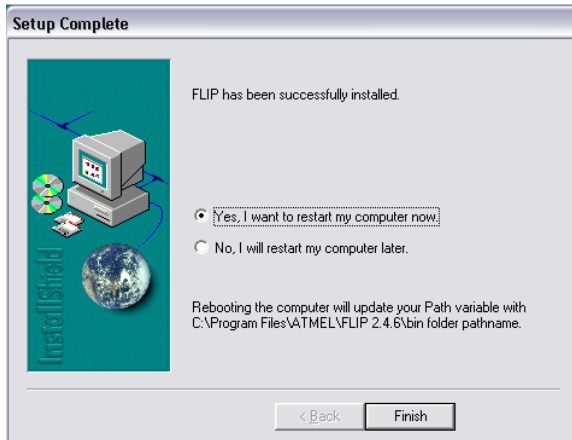 Setup Complete
FLIP has been successfully installed.
Yes, I want to restart my computer now.
No, I will restart my computer later.
Rebooting the computer will update your Path variable with
C:\Program Files\ATMEL\FLIP 2.4.6\bin folder pathname.
InstallShield
< Back
Finish